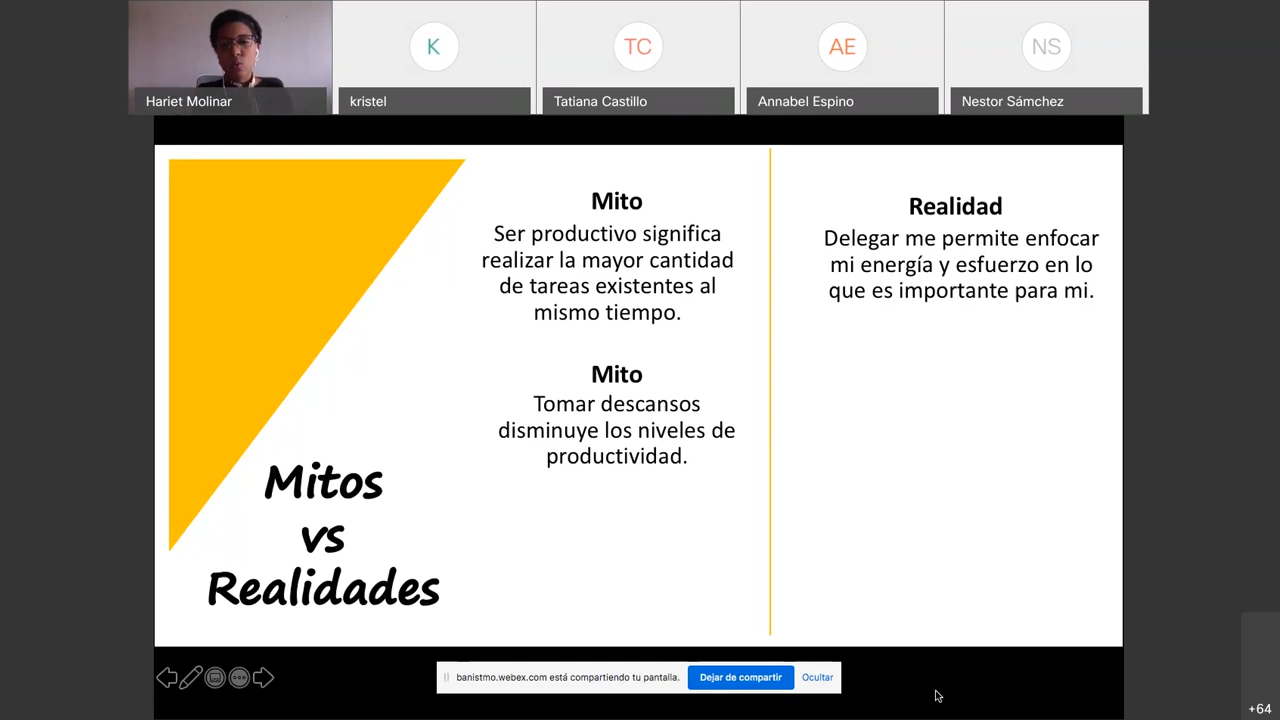 K
TC
AE
NS
Hariet Molinar
kristel
Tatiana Castillo
Annabel Espino
Nestor Sámchez
Mitos
vs
Realidades
Mito
Ser productivo significa
realizar la mayor cantidad
de tareas existentes al
mismo tiempo.
Mito
Tomar descansos
disminuye los niveles de
productividad.
Realidad
Delegar me permite enfocar
mi energía y esfuerzo en lo
que es importante para mi.
banistmo.webex.com está compartiendo tu pantalla.
Dejar de compartir
Ocultar
+64